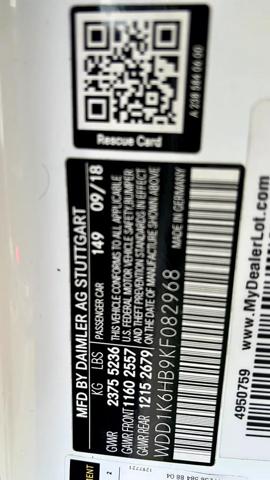 A 238 584 06 00
Rescue Card
MFD BY DAIMLER AG STUTTGART
PASSENGER CAR 149 09/18
KG LBS
GVWR 2375 5236
GAWR FRONT 1160 2557
GAWR REAR 1215 2679
THIS VEHICLE CONFORMS TO ALL APPLICABLE
U.S. FEDERAL MOTOR VEHICLE SAFETY, BUMPER,
AND THEFT PREVENTION STANDARDS IN EFFECT
ON THE DATE OF MANUFACTURE SHOWN ABOVE.
WDD1K6HB9KF082968
MADE IN GERMANY
www.MyDealerLot.com
4950759